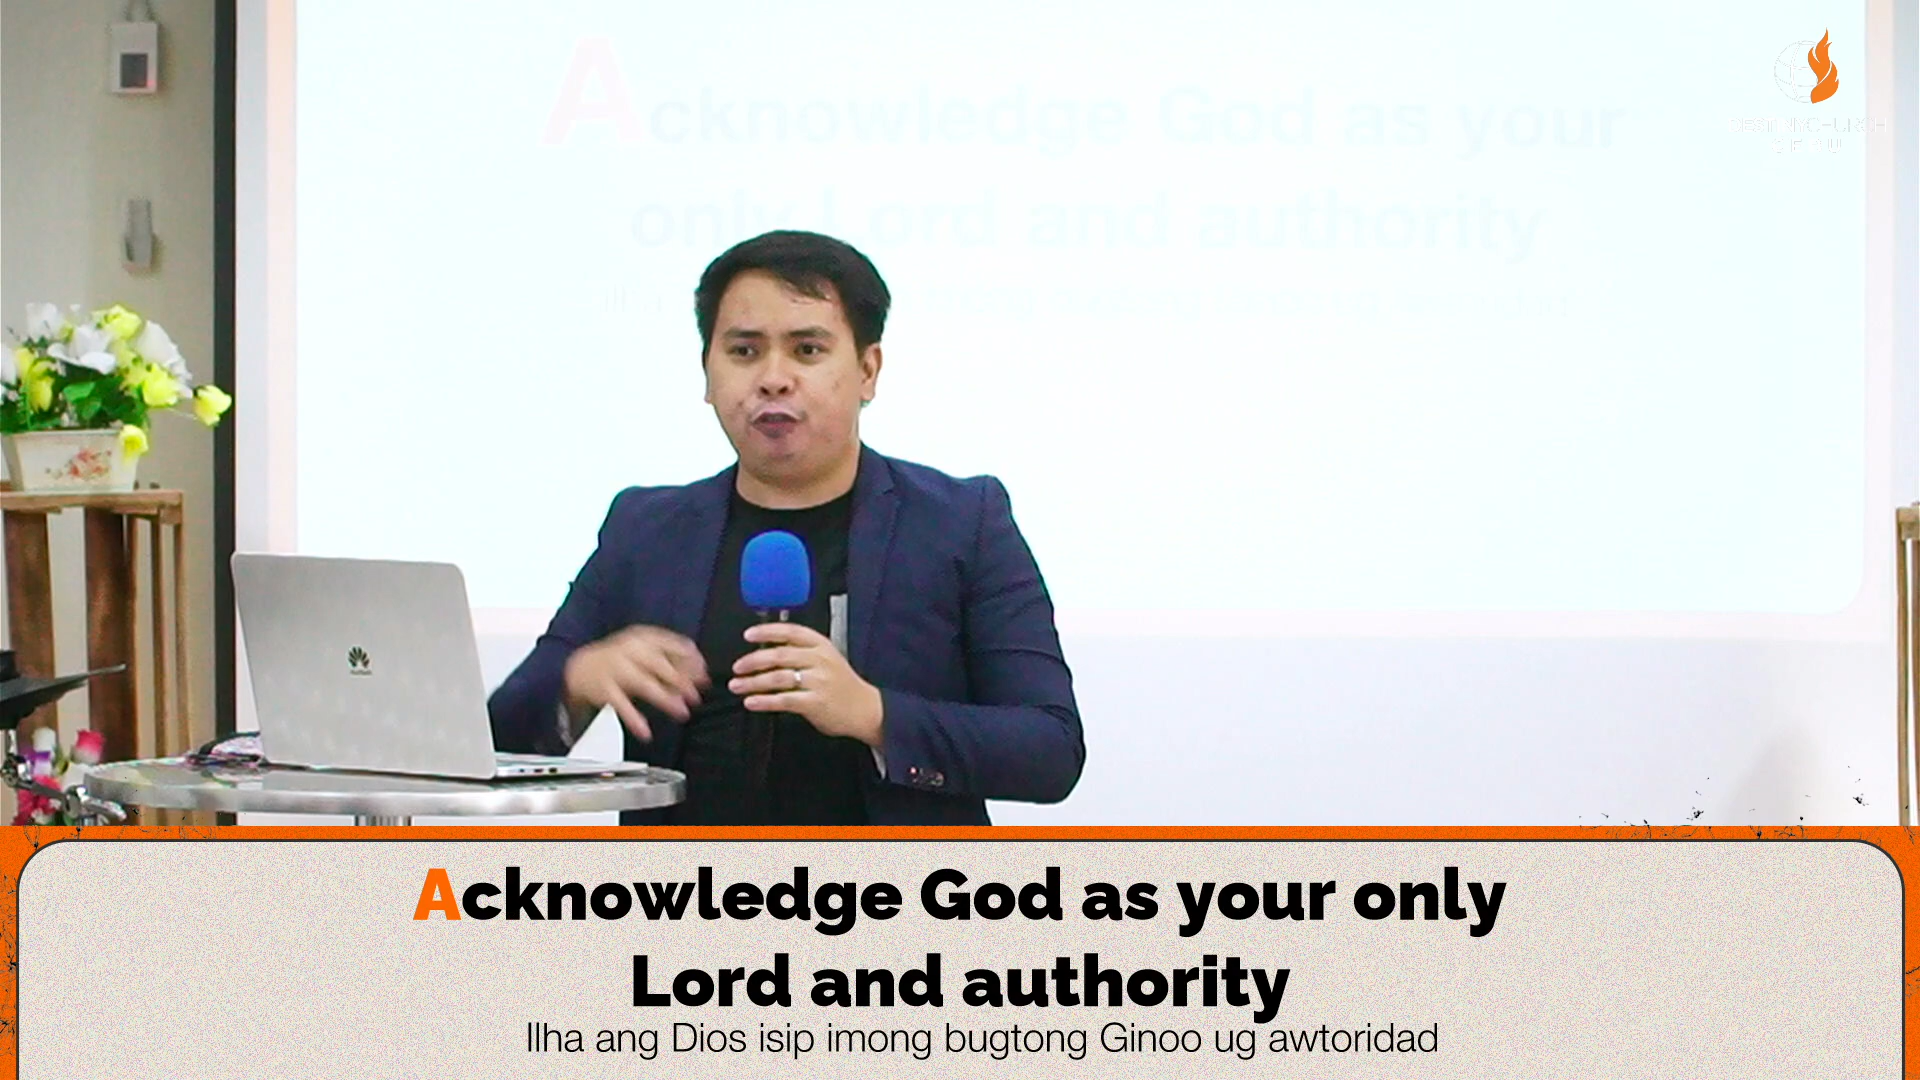 Acknowledge God as your
only Lord and authority
Acknowledge God as your only
Lord and authority
Ilha ang Dios isip imong bugtong Ginoo ug awtoridad